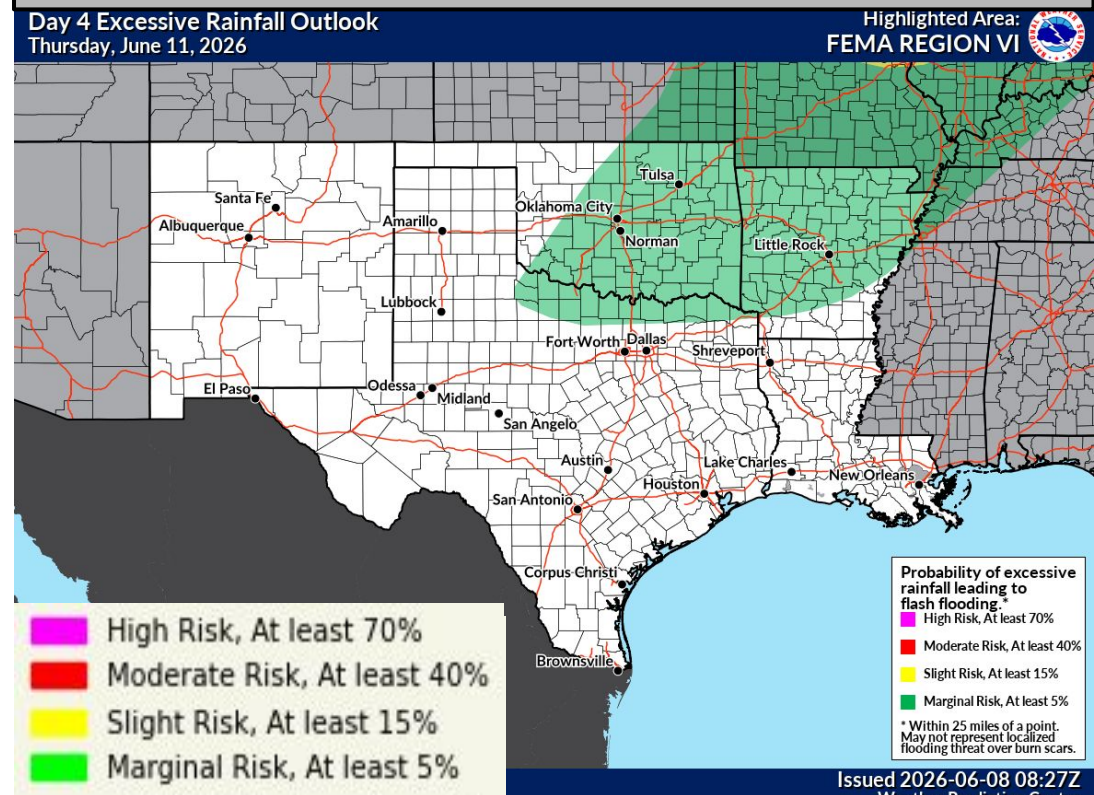 Day 4 Excessive Rainfall Outlook
Thursday, June 11, 2026
Highlighted Area:
FEMA REGION VI
NATIONAL WEATHER SERVICE
Santa Fe
Albuquerque
Amarillo
Tulsa
Oklahoma City
Norman
Little Rock
Lubbock
Fort Worth
Dallas
Shreveport
El Paso
Odessa
Midland
San Angelo
Austin
Lake Charles
New Orleans
Houston
San Antonio
Corpus Christi
Brownsville
High Risk, At least 70%
Moderate Risk, At least 40%
Slight Risk, At least 15%
Marginal Risk, At least 5%
Probability of excessive
rainfall leading to
flash flooding.*
High Risk, At least 70%
Moderate Risk, At least 40%
Slight Risk, At least 15%
Marginal Risk, At least 5%
* Within 25 miles of a point.
May not represent localized
flooding threat over burn scars.
Issued 2026-06-08 08:27Z
Weather Prediction Center